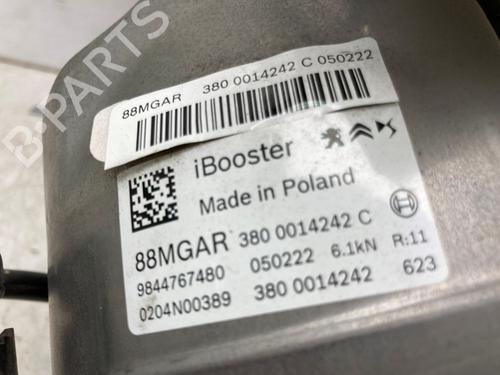 88MGAR 380 0014242 C 050222
iBooster
Made in Poland
88MGAR 380 0014242 C
9844767480 050222 6.1kN R:11
0204N00389 380 0014242 623
B-PARTS